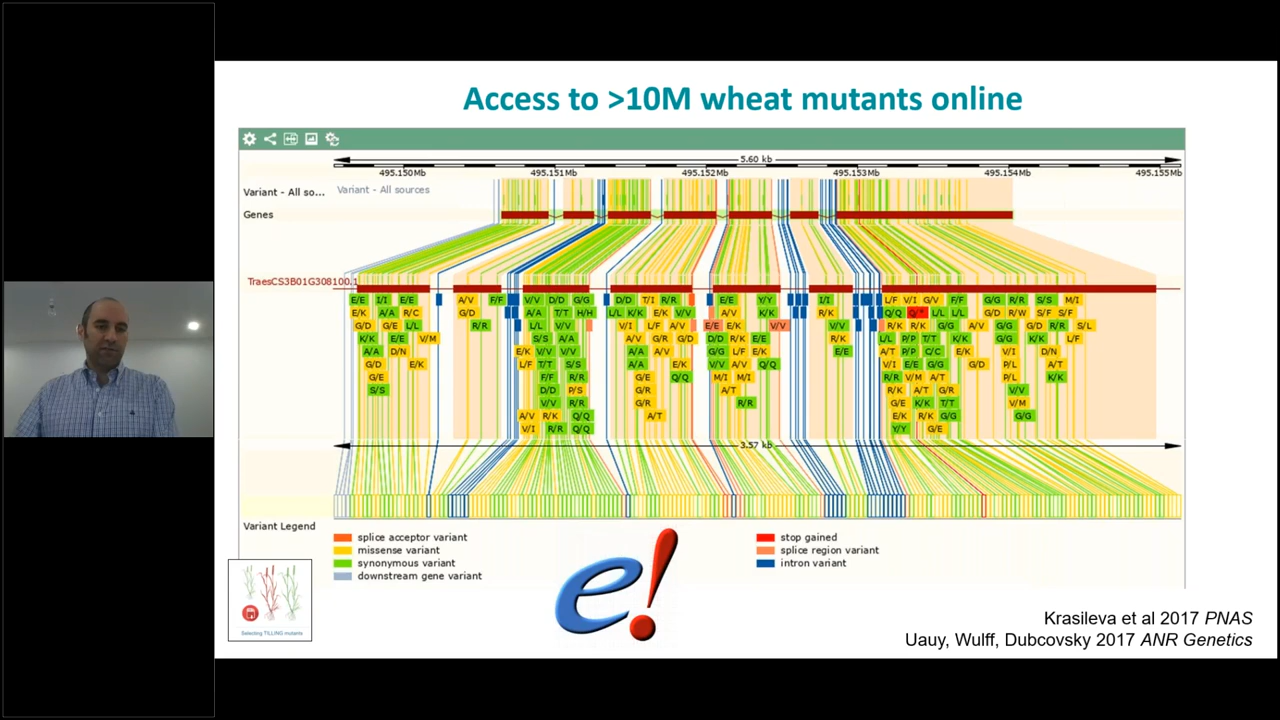 Access to >10M wheat mutants online
5.60 kb
495.150Mb 495.151Mb 495.152Mb 495.153Mb 495.154Mb 495.155Mb
Variant - All so... Variant - All sources
Genes
TraesCS3B01G308100.1
E/E I/I E/E A/V F/F V/V D/D G/G D/D T/I R/R E/E Y/Y I/I L/F V/I G/V F/F G/G R/R S/S M/I
E/K A/A R/C G/D A/A T/T H/H L/L K/K V/V A/V K/K R/K Q/Q Q/* L/L L/L G/D R/W S/F S/F
G/D G/E L/L R/R L/L V/V V/I L/F A/V E/E E/K V/V V/V R/K R/K G/G A/V G/G G/D R/R S/L
K/K E/E V/M S/S A/A A/V G/R G/D D/D R/K E/E R/K L/L P/P T/T G/G G/G K/K L/F
A/A D/N E/K V/V V/V A/A A/V G/G L/F E/K E/E A/T P/P C/C E/K V/I D/N
G/D E/K L/F T/T S/S A/A E/E V/V A/V Q/Q V/I E/E G/G G/D P/L A/T
G/E F/F R/R G/E Q/Q M/I M/I R/R V/M A/T P/L K/K
S/S D/D P/S G/E A/T R/K A/T G/R V/V
V/V R/R G/R R/R G/E K/K T/T V/M
A/V R/K Q/Q A/T E/K R/K G/G G/G
V/I R/R Q/Q Y/Y G/E
3.57 kb
Variant Legend
splice acceptor variant stop gained
missense variant splice region variant
synonymous variant intron variant
downstream gene variant
e!
Selecting TILLING mutants
Krasileva et al 2017 PNAS
Uauy, Wulff, Dubcovsky 2017 ANR Genetics